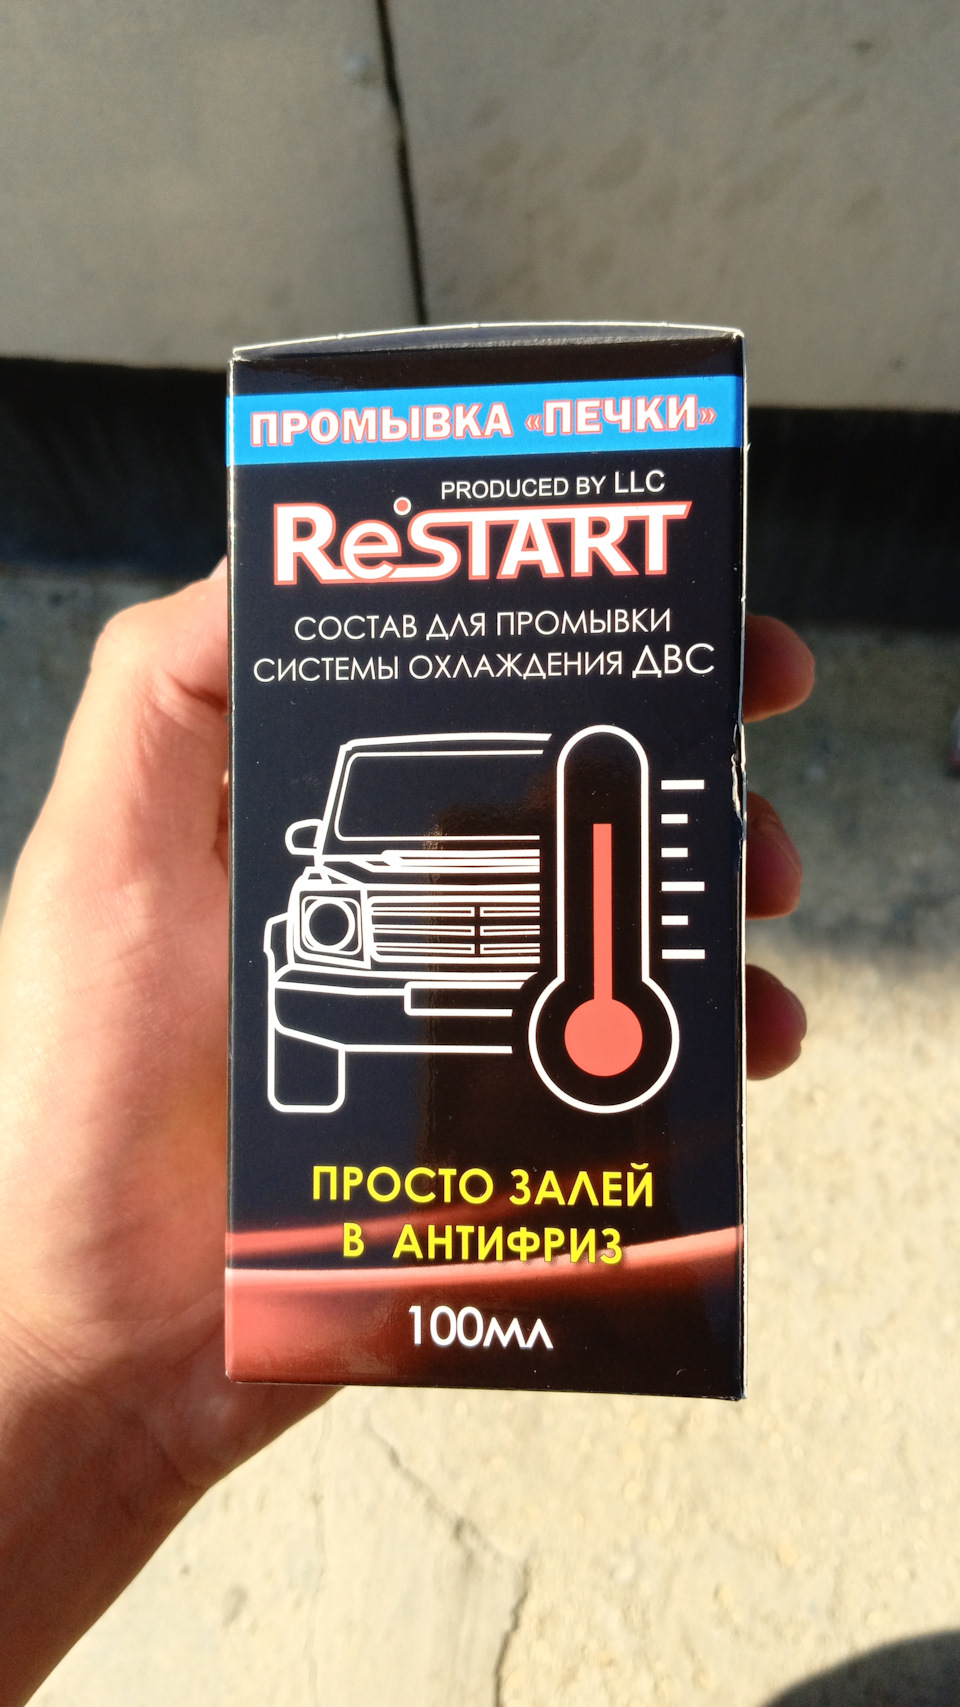 ПРОМЫВКА «ПЕЧКИ»
PRODUCED BY LLC
ReSTART
СОСТАВ ДЛЯ ПРОМЫВКИ
СИСТЕМЫ ОХЛАЖДЕНИЯ ДВС
ПРОСТО ЗАЛЕЙ
В АНТИФРИЗ
100мл